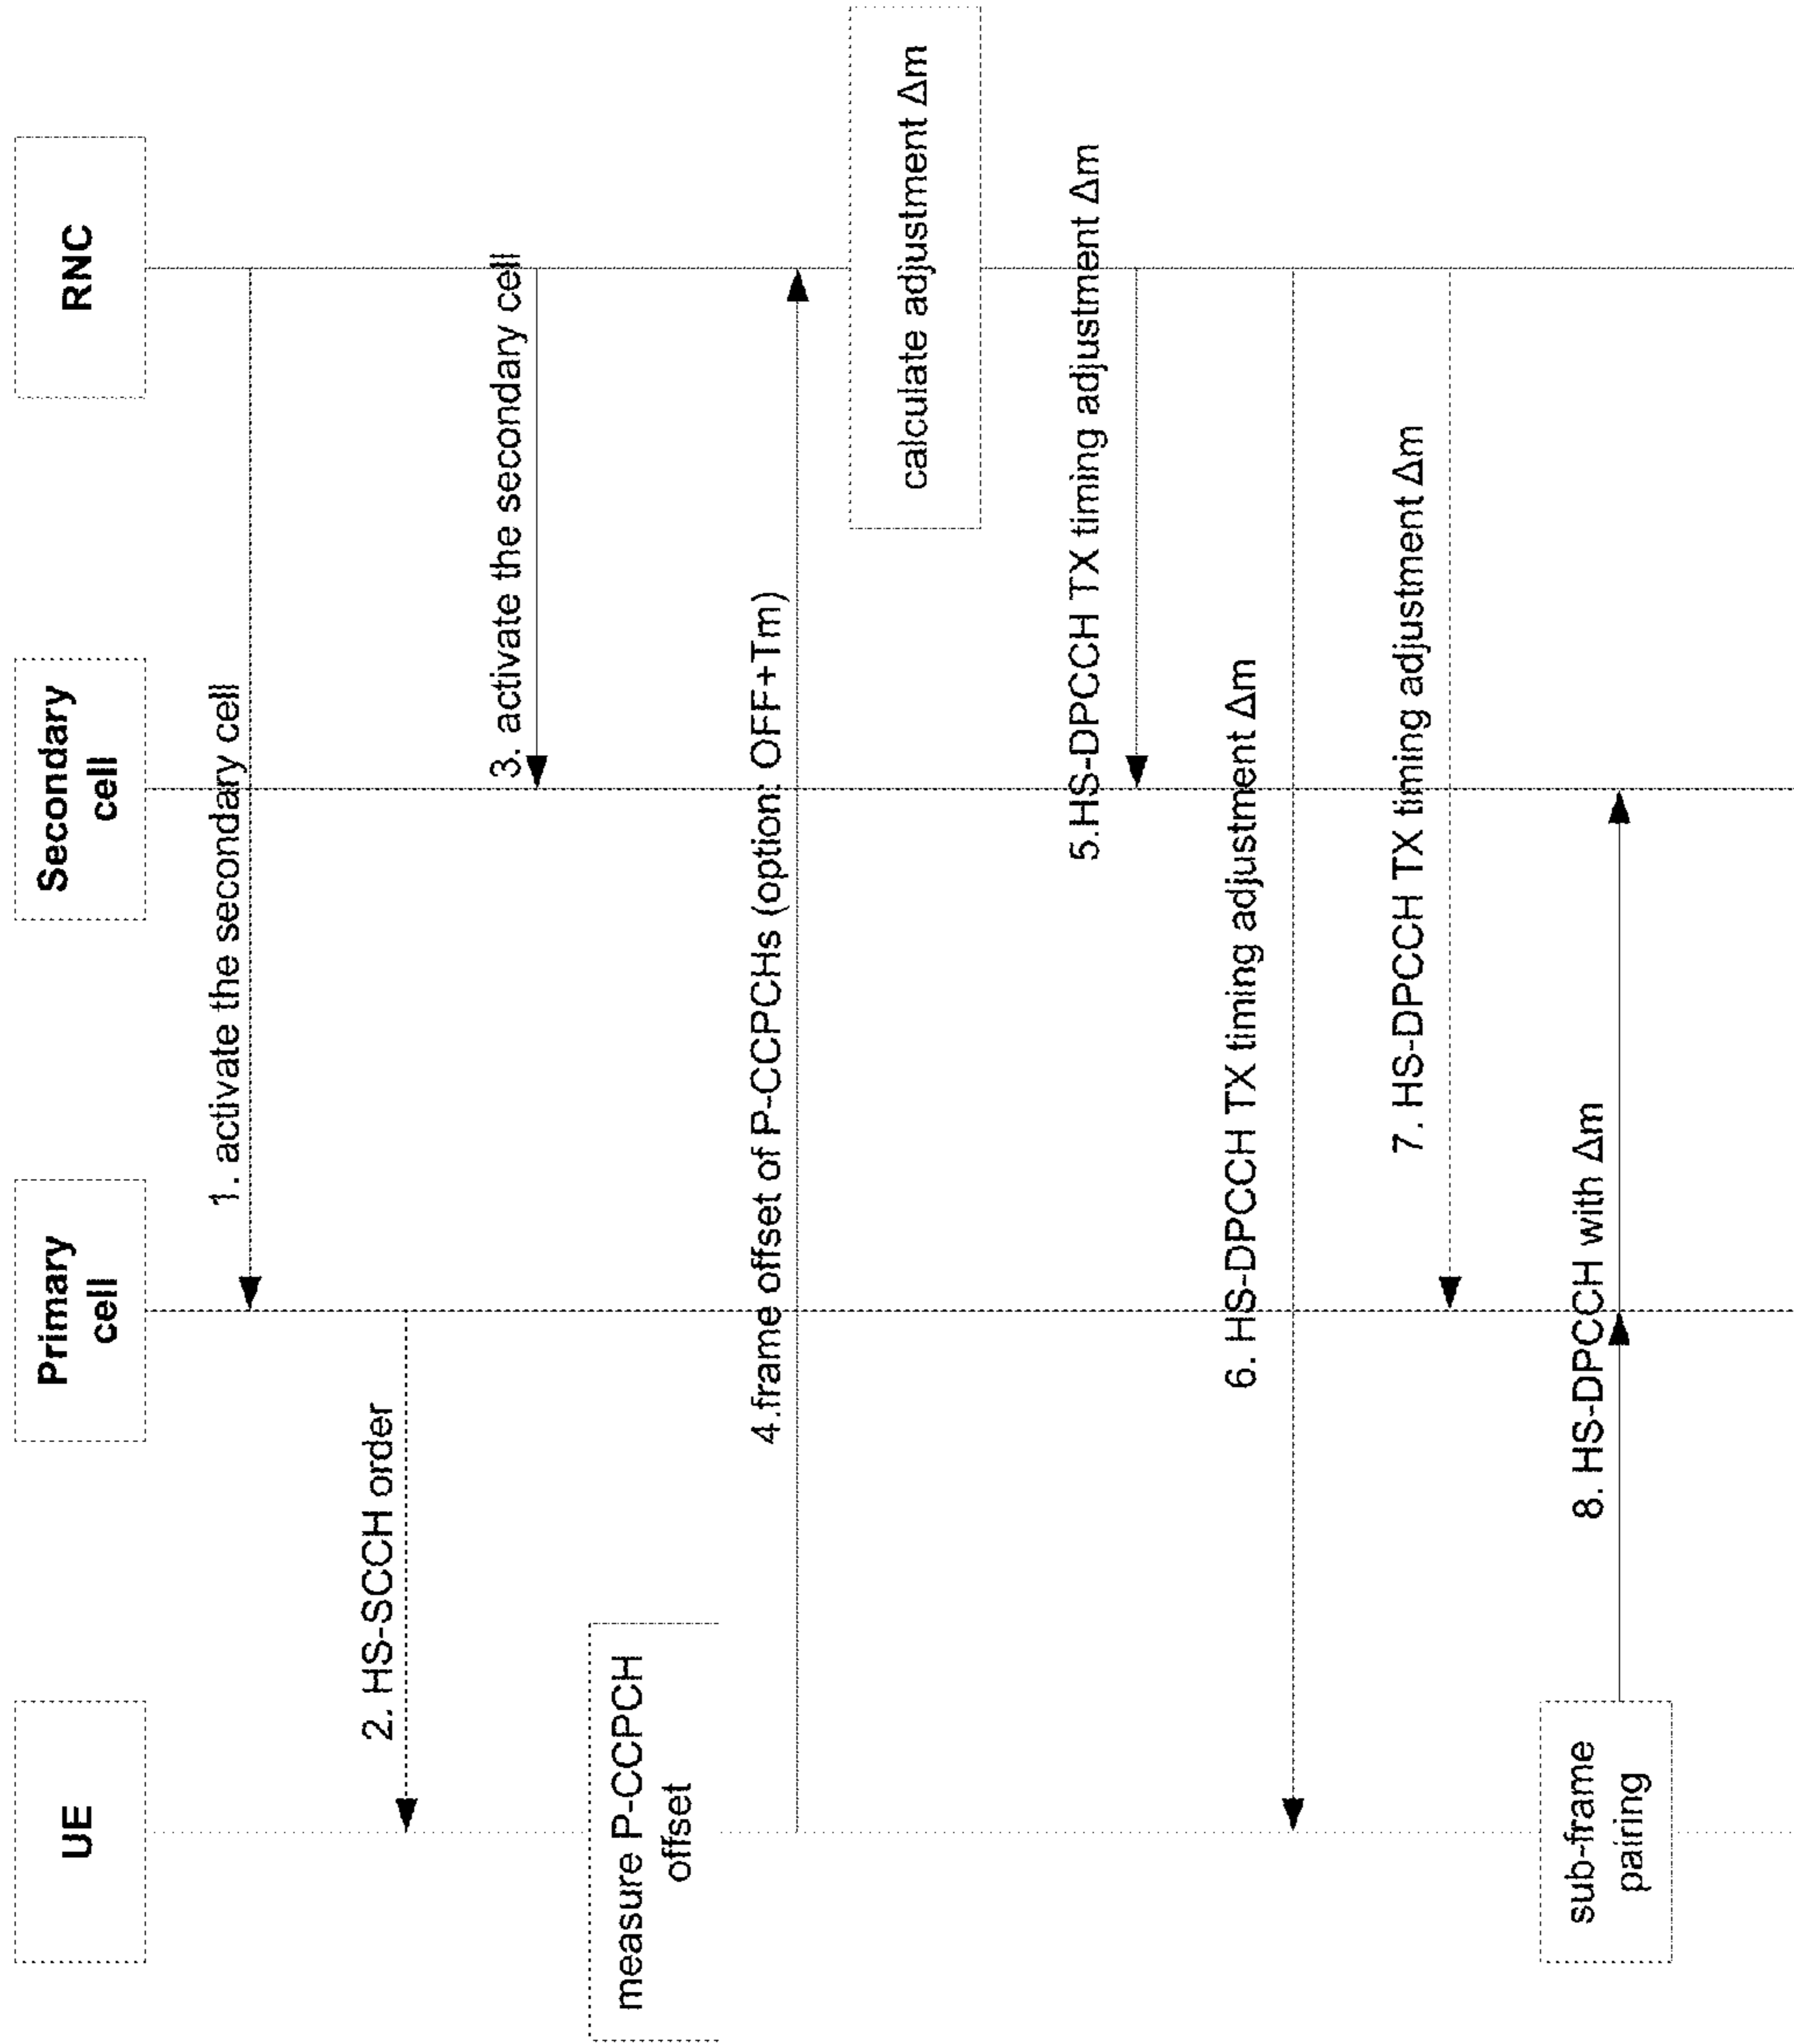 UE
Primary
cell
Secondary
cell
RNC
1. activate the secondary cell
2. HS-SCCH order
3. activate the secondary cell
measure P-CCPCH
offset
4.frame offset of P-CCPCHs (option: OFF+Tm)
calculate adjustment Δm
5.HS-DPCCH TX timing adjustment Δm
6. HS-DPCCH TX timing adjustment Δm
7. HS-DPCCH TX timing adjustment Δm
sub-frame
pairing
8. HS-DPCCH with Δm